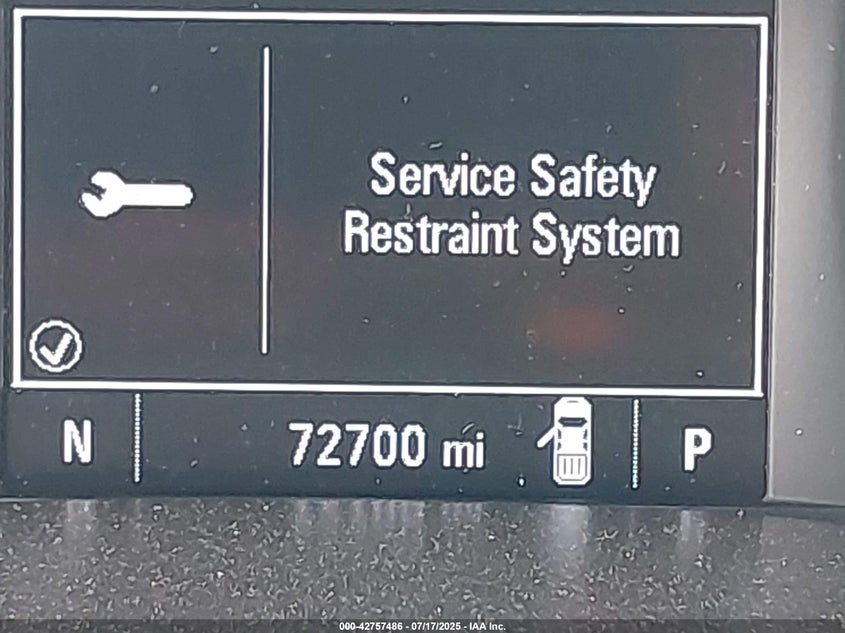 Service Safety
Restraint System
N 72700 mi P
000-42757486 - 07/17/2025 - IAA Inc.